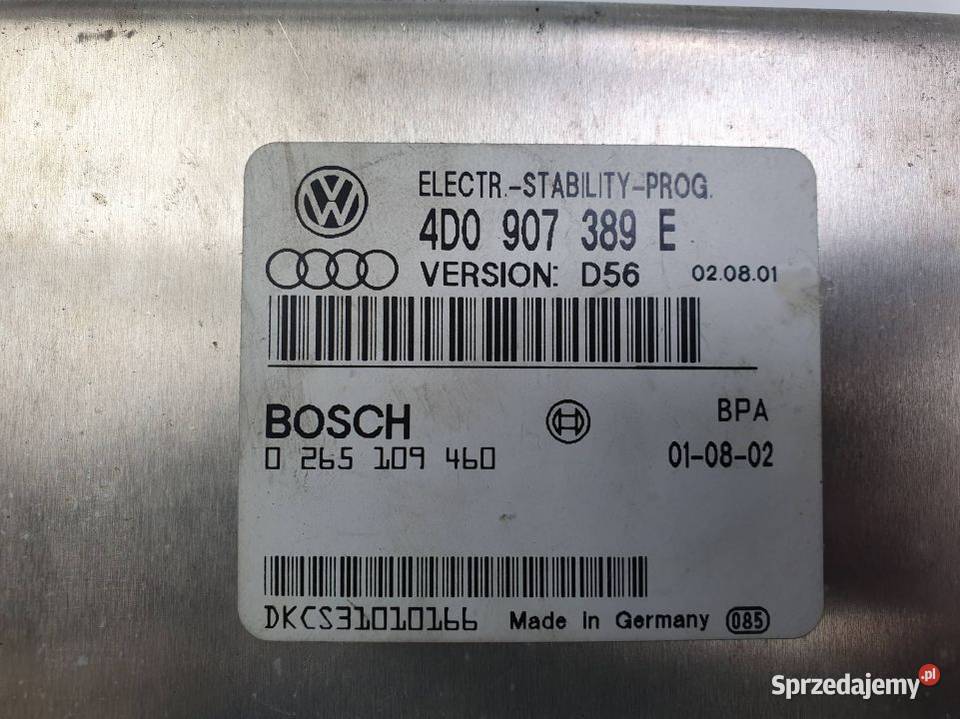 ELECTR.-STABILITY-PROG.
4D0 907 389 E
VERSION: D56 02.08.01
BOSCH BPA
0 265 109 460 01-08-02
DKCS31010166 Made in Germany 085
Sprzedajemy.pl